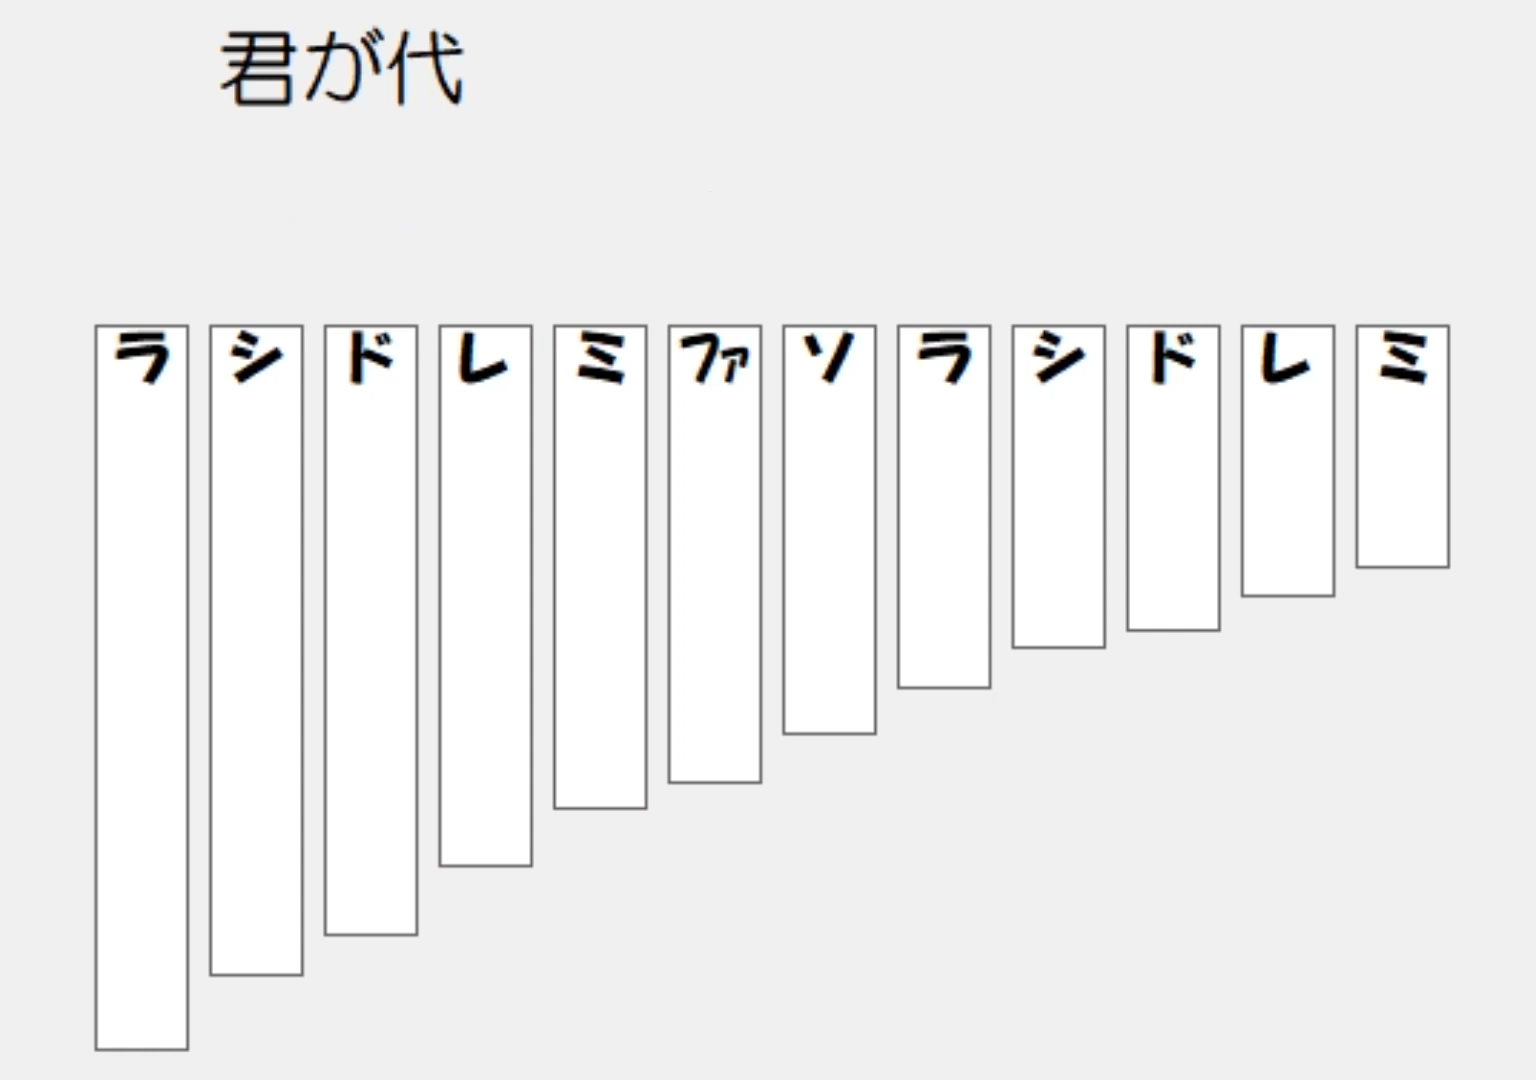 君が代
ラ シ ド レ ミ ファ ソ ラ シ ド レ ミ